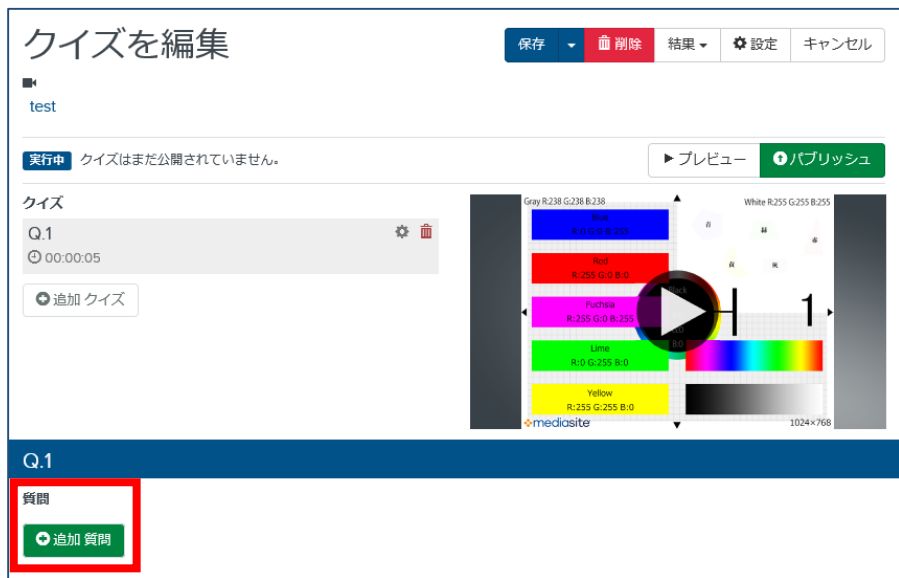 クイズを編集
保存 削除 結果 設定 キャンセル
test
実行中 クイズはまだ公開されていません。
プレビュー パブリッシュ
クイズ
Q.1
00:00:05
追加 クイズ
Gray R:238 G:238 B:238
White R:255 G:255 B:255
Blue
R:0 G:0 B:255
Red
R:255 G:0 B:0
Black
Fuchsia
R:255 G:0 B:255
B:0
1
Lime
R:0 G:255 B:0
Yellow
R:255 G:255 B:0
mediasite
1024×768
Q.1
質問
追加 質問